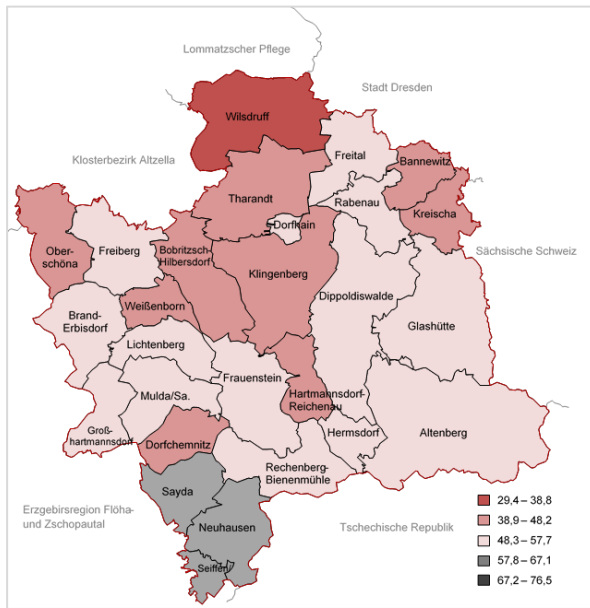 Lommatzscher Pflege
Stadt Dresden
Wilsdruff
Klosterbezirk Altzella
Freital
Bannewitz
Tharandt
Rabenau
Kreischa
Dorfhain
Ober-
schöna
Freiberg
Bobritzsch-
Hilbersdorf
Sächsische Schweiz
Klingenberg
Dippoldiswalde
Weißenborn
Brand-
Erbisdorf
Glashütte
Lichtenberg
Frauenstein
Mulda/Sa.
Hartmannsdorf-
Reichenau
Groß-
hartmannsdorf
Hermsdorf
Altenberg
Dorfchemnitz
Rechenberg-
Bienenmühle
Sayda
Erzgebirsregion Flöha-
und Zschopautal
Neuhausen
Tschechische Republik
Seiffen
29,4 – 38,8
38,9 – 48,2
48,3 – 57,7
57,8 – 67,1
67,2 – 76,5